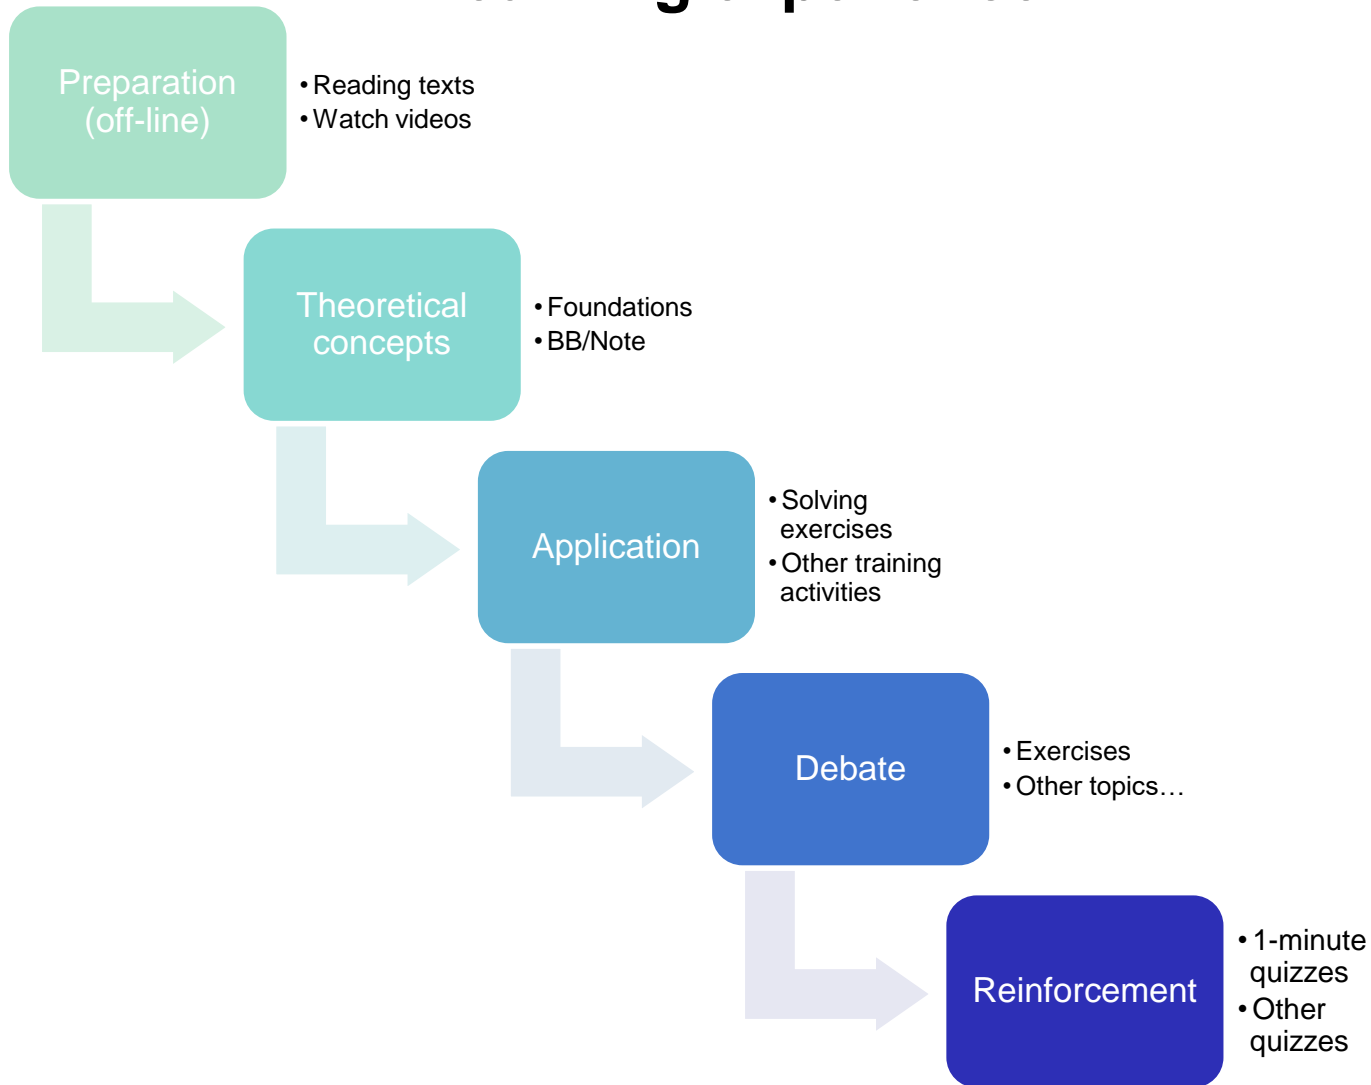 Preparation
(off-line)
• Reading texts
• Watch videos
Theoretical
concepts
• Foundations
• BB/Note
Application
• Solving
exercises
• Other training
activities
Debate
• Exercises
• Other topics…
Reinforcement
• 1-minute
quizzes
• Other
quizzes